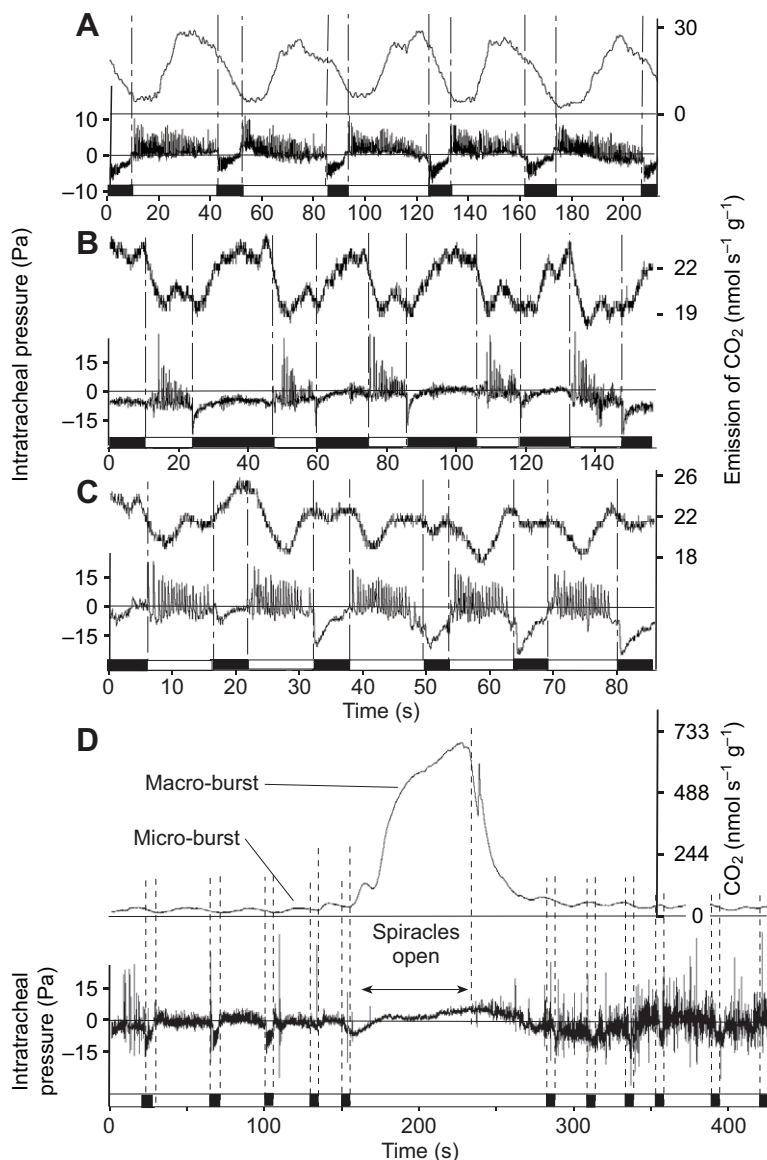 A
30
0
10
0
–10
0 20 40 60 80 100 120 140 160 180 200
B
22
19
15
0
–15
0 20 40 60 80 100 120 140
C
26
22
18
15
0
–15
0 10 20 30 40 50 60 70 80
Time (s)
Intratracheal pressure (Pa)
Emission of CO2 (nmol s–1 g–1)
D
733
488
244
0
CO2 (nmol s–1 g–1)
Macro-burst
Micro-burst
Spiracles
open
Intratracheal
pressure (Pa)
15
0
–15
0 100 200 300 400
Time (s)